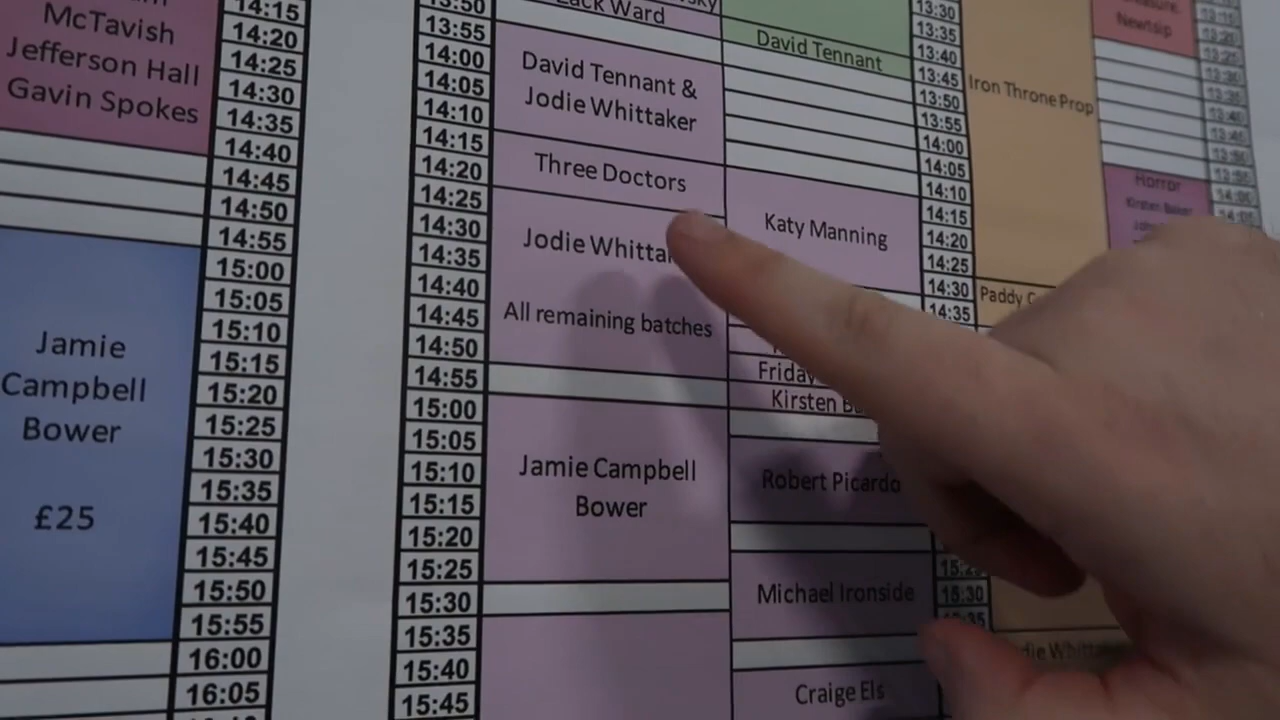 McTavish
Jefferson Hall
Gavin Spokes
Jamie
Campbell
Bower
£25
14:15
14:20
14:25
14:30
14:35
14:40
14:45
14:50
14:55
15:00
15:05
15:10
15:15
15:20
15:25
15:30
15:35
15:40
15:45
15:50
15:55
16:00
16:05
13:50
13:55
14:00
14:05
14:10
14:15
14:20
14:25
14:30
14:35
14:40
14:45
14:50
14:55
15:00
15:05
15:10
15:15
15:20
15:25
15:30
15:35
15:40
15:45
Zack Ward
David Tennant &
Jodie Whittaker
Three Doctors
Jodie Whitta
All remaining batches
Jamie Campbell
Bower
David Tennant
Katy Manning
Friday
Kirsten
Robert Picardo
Michael Ironside
Craige Els
13:30
13:35
13:40
13:45
13:50
13:55
14:00
14:05
14:10
14:15
14:20
14:25
14:30
14:35
15:25
15:30
15:35
Iron Throne Prop
Paddy
die Whittaker
Newtsip
Horror
Kirsten Baker